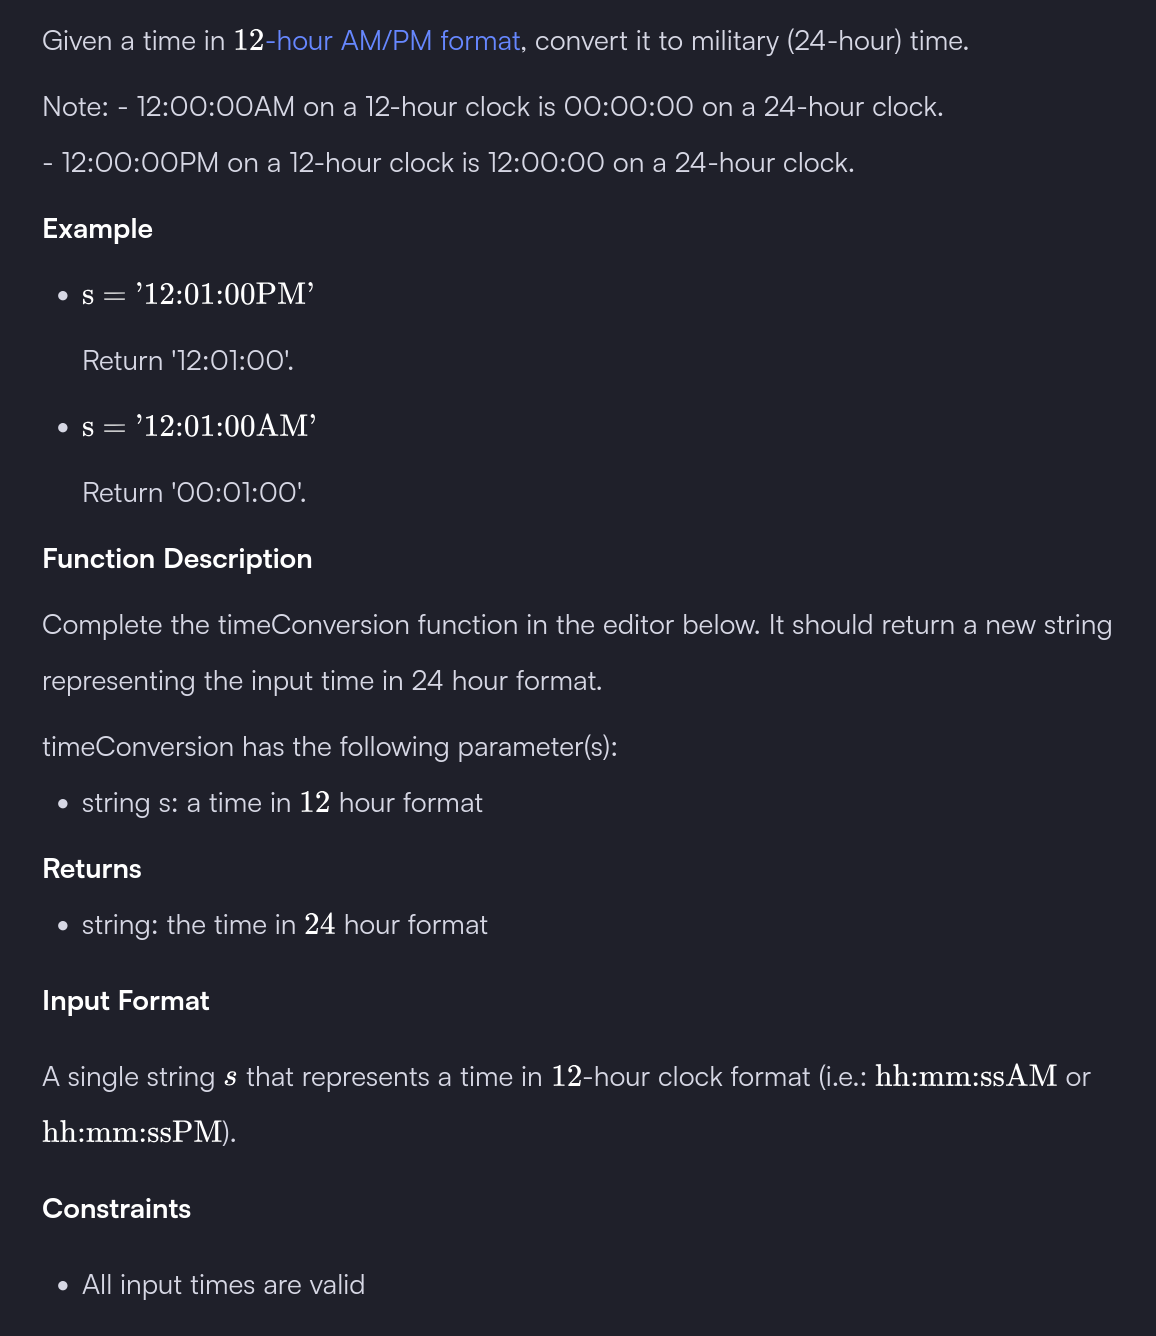 Given a time in 12-hour AM/PM format, convert it to military (24-hour) time.
Note: - 12:00:00AM on a 12-hour clock is 00:00:00 on a 24-hour clock.
- 12:00:00PM on a 12-hour clock is 12:00:00 on a 24-hour clock.
Example
• s = ’12:01:00PM’
Return '12:01:00'.
• s = ’12:01:00AM’
Return '00:01:00'.
Function Description
Complete the timeConversion function in the editor below. It should return a new string
representing the input time in 24 hour format.
timeConversion has the following parameter(s):
• string s: a time in 12 hour format
Returns
• string: the time in 24 hour format
Input Format
A single string s that represents a time in 12-hour clock format (i.e.: hh:mm:ssAM or
hh:mm:ssPM).
Constraints
• All input times are valid